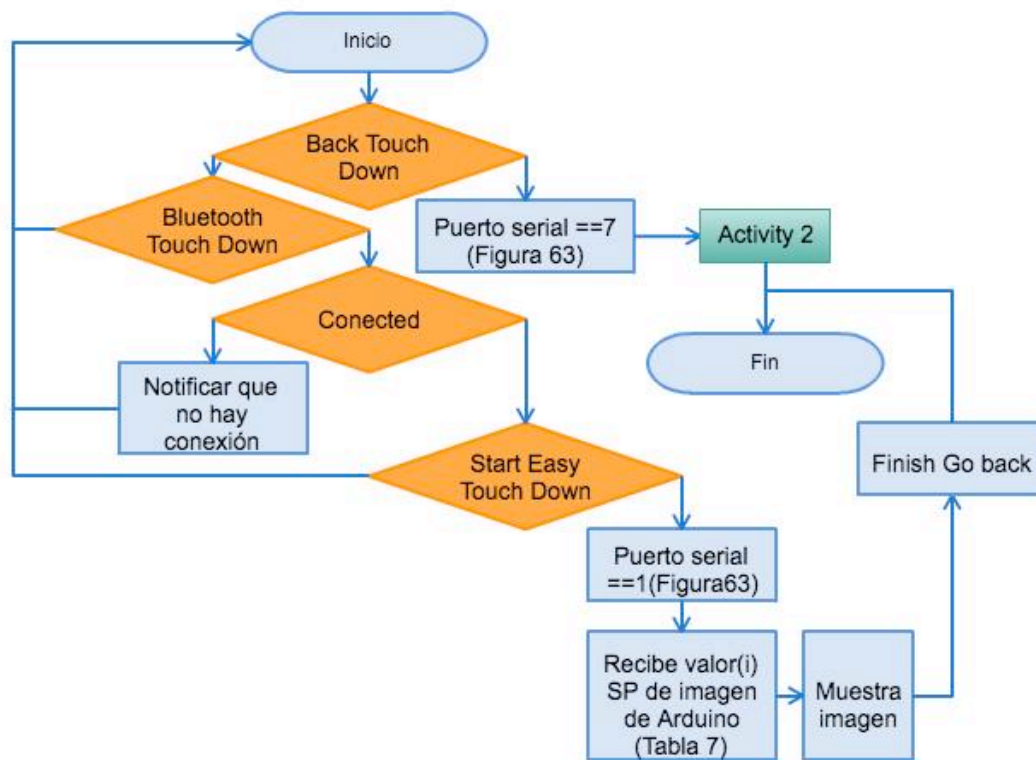 Inicio
Back Touch
Down
Bluetooth
Touch Down
Puerto serial ==7
(Figura 63)
Activity 2
Conected
Fin
Notificar que
no hay
conexión
Start Easy
Touch Down
Finish Go back
Puerto serial
==1(Figura63)
Recibe valor(i)
SP de imagen
de Arduino
(Tabla 7)
Muestra
imagen